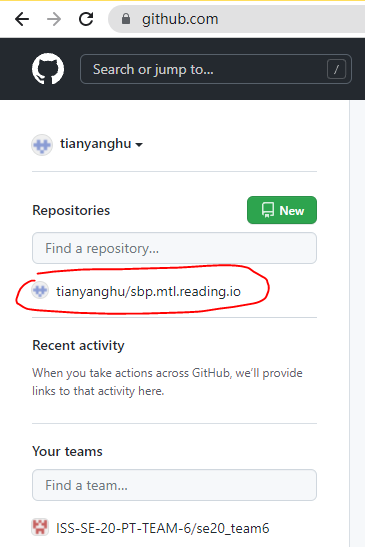 github.com
Search or jump to...
/
tianyanghu
Repositories
New
Find a repository...
tianyanghu/sbp.mtl.reading.io
Recent activity
When you take actions across GitHub, we'll provide
links to that activity here.
Your teams
Find a team...
ISS-SE-20-PT-TEAM-6/se20_team6